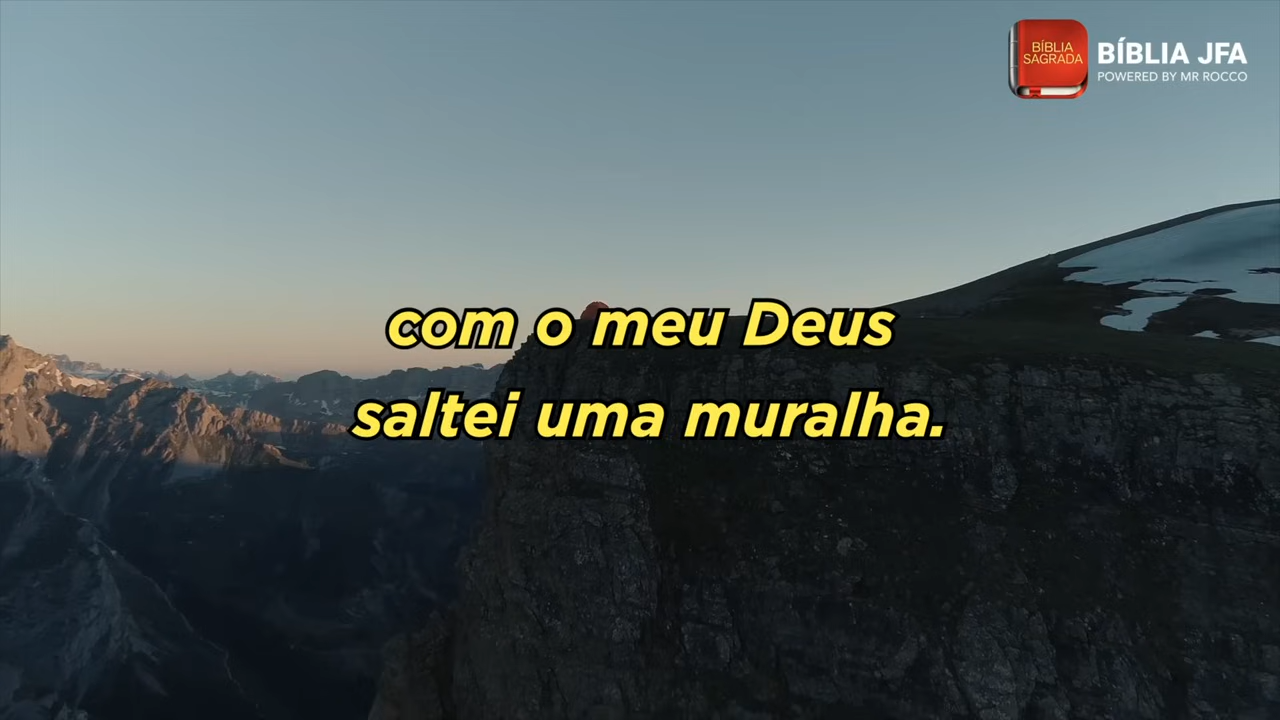 BÍBLIA
SAGRADA
BÍBLIA JFA
POWERED BY MR ROCCO
com o meu Deus
saltei uma muralha.